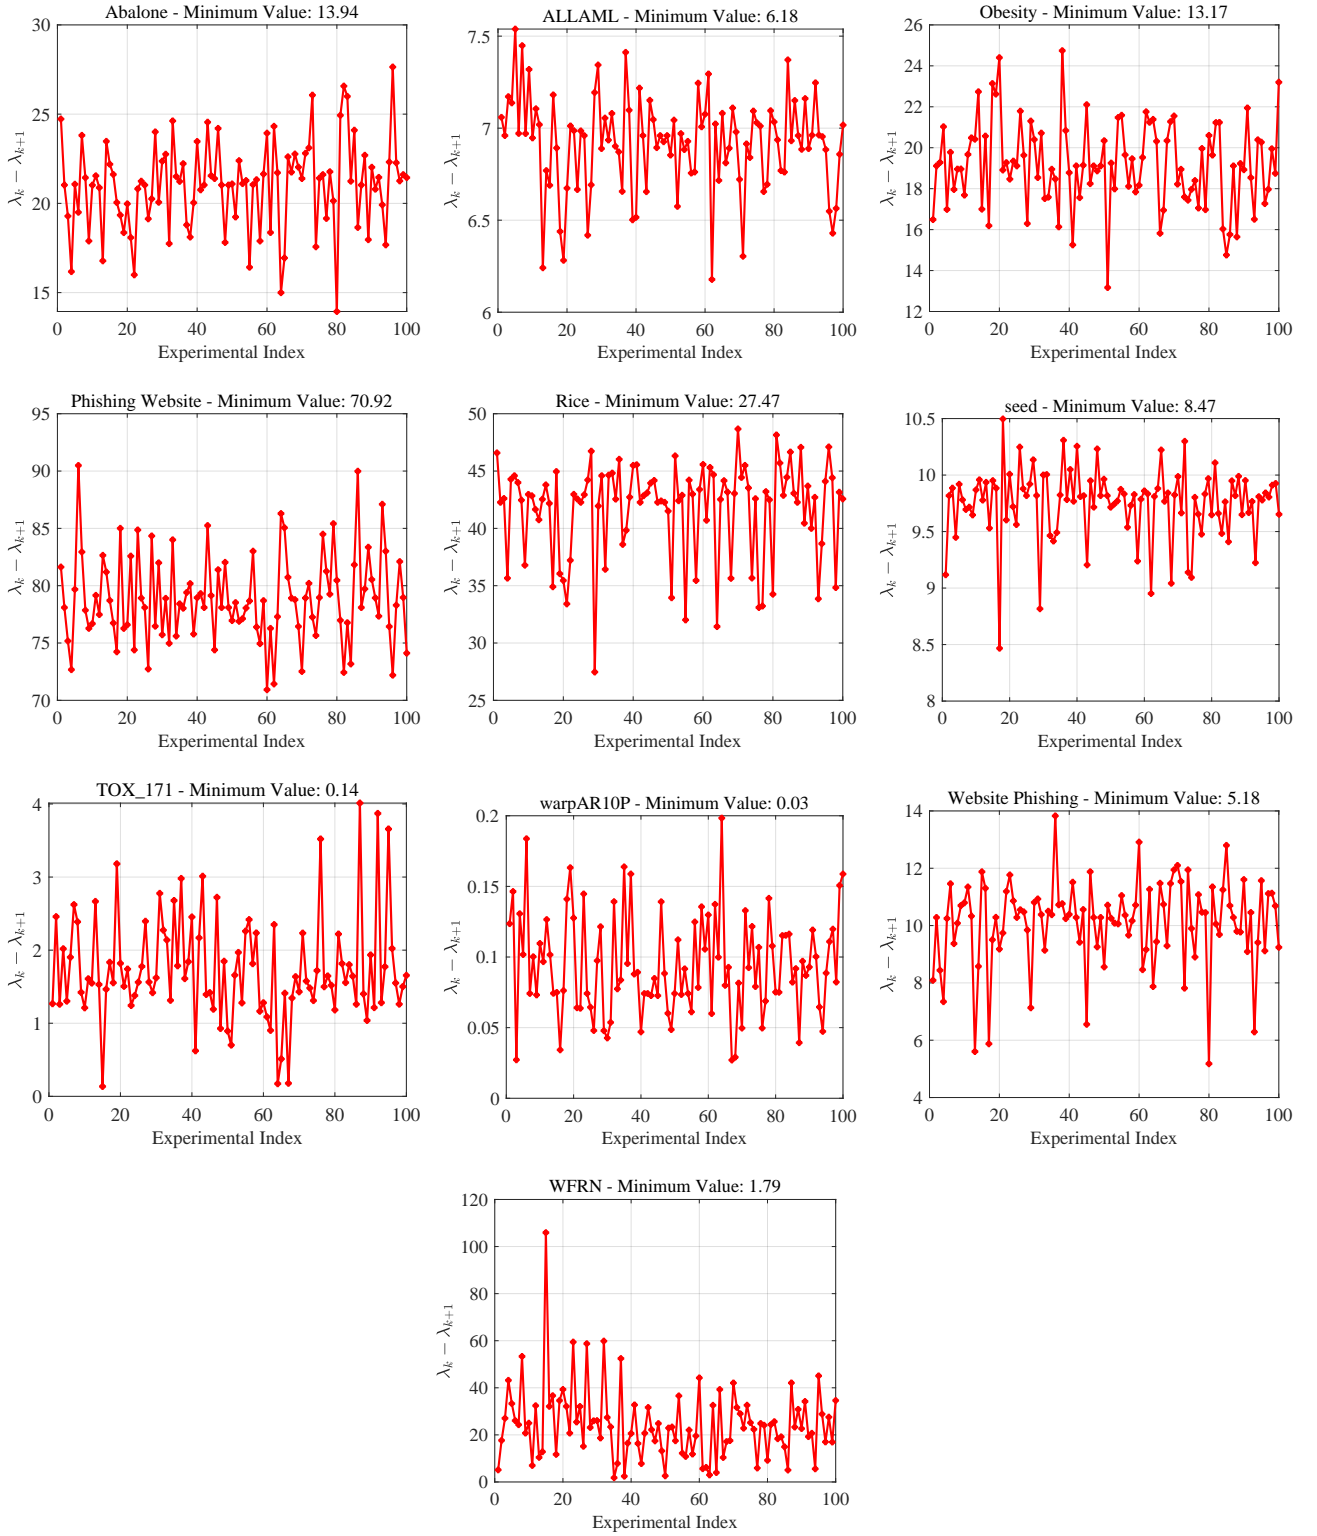 Abalone - Minimum Value: 13.94
30
25
20
15
0 20 40 60 80 100
Experimental Index
λk − λk+1
ALLAML - Minimum Value: 6.18
7.5
7
6.5
6
0 20 40 60 80 100
Experimental Index
λk − λk+1
Obesity - Minimum Value: 13.17
26
24
22
20
18
16
14
12
0 20 40 60 80 100
Experimental Index
λk − λk+1
Phishing Website - Minimum Value: 70.92
95
90
85
80
75
70
0 20 40 60 80 100
Experimental Index
λk − λk+1
Rice - Minimum Value: 27.47
50
45
40
35
30
25
0 20 40 60 80 100
Experimental Index
λk − λk+1
seed - Minimum Value: 8.47
10.5
10
9.5
9
8.5
8
0 20 40 60 80 100
Experimental Index
λk − λk+1
TOX_171 - Minimum Value: 0.14
4
3
2
1
0
0 20 40 60 80 100
Experimental Index
λk − λk+1
warpAR10P - Minimum Value: 0.03
0.2
0.15
0.1
0.05
0
0 20 40 60 80 100
Experimental Index
λk − λk+1
Website Phishing - Minimum Value: 5.18
14
12
10
8
6
4
0 20 40 60 80 100
Experimental Index
λk − λk+1
WFRN - Minimum Value: 1.79
120
100
80
60
40
20
0
0 20 40 60 80 100
Experimental Index
λk − λk+1